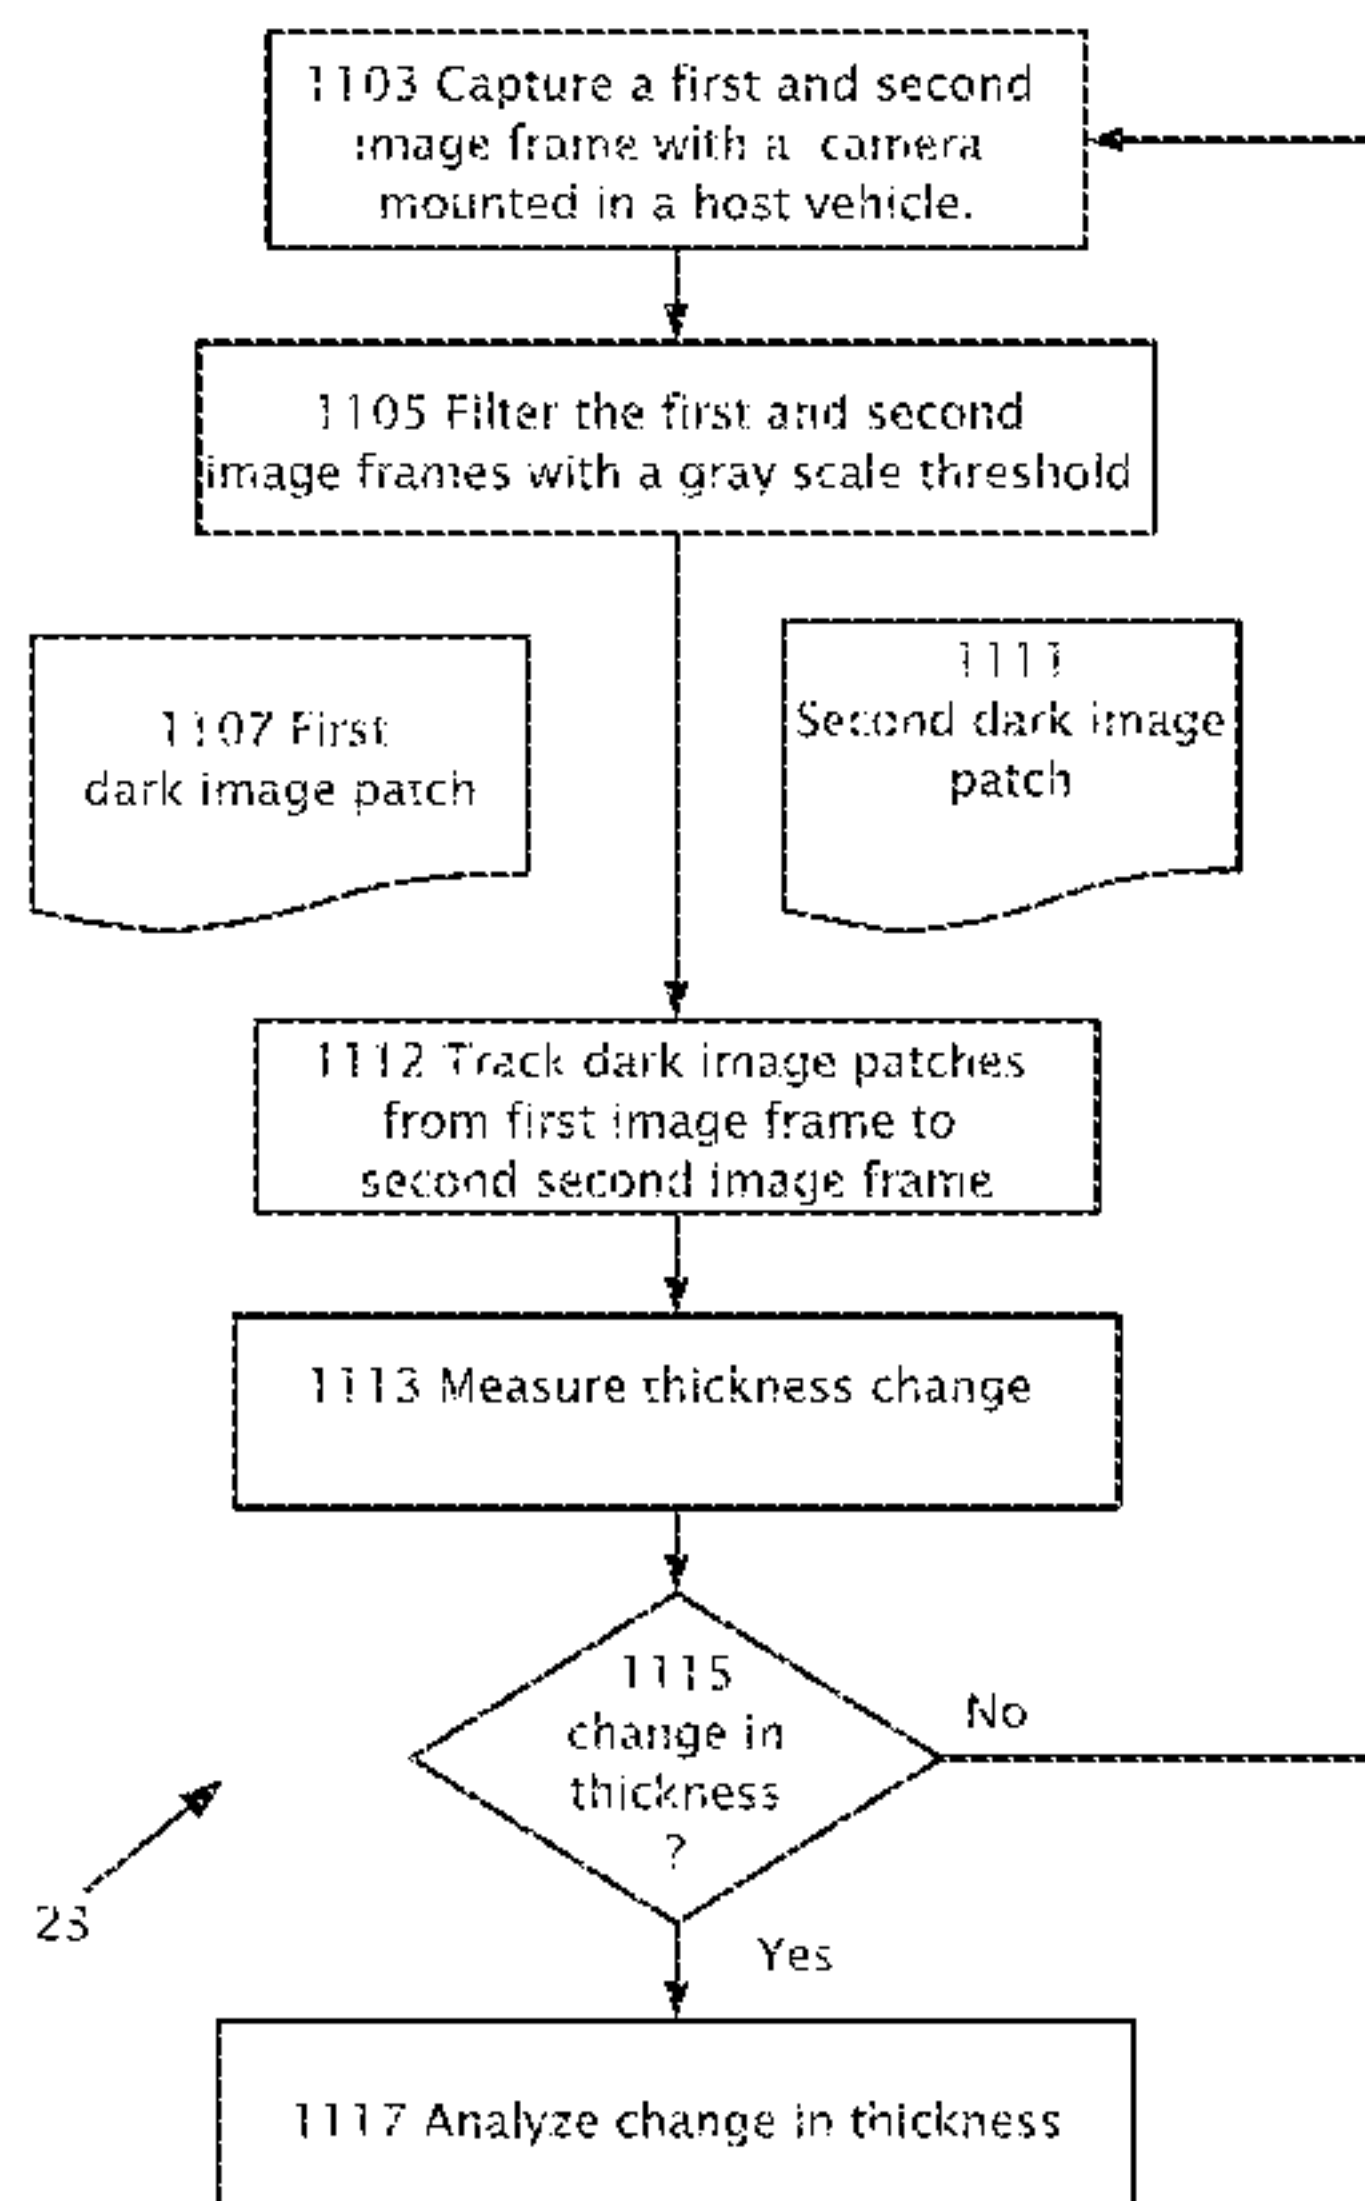 1103 Capture a first and second
image frame with a camera
mounted in a host vehicle.
1105 Filter the first and second
image frames with a gray scale threshold
1107 First
dark image patch
1111
Second dark image
patch
1112 Track dark image patches
from first image frame to
second second image frame
1113 Measure thickness change
1115
change in
thickness
?
No
Yes
1117 Analyze change in thickness